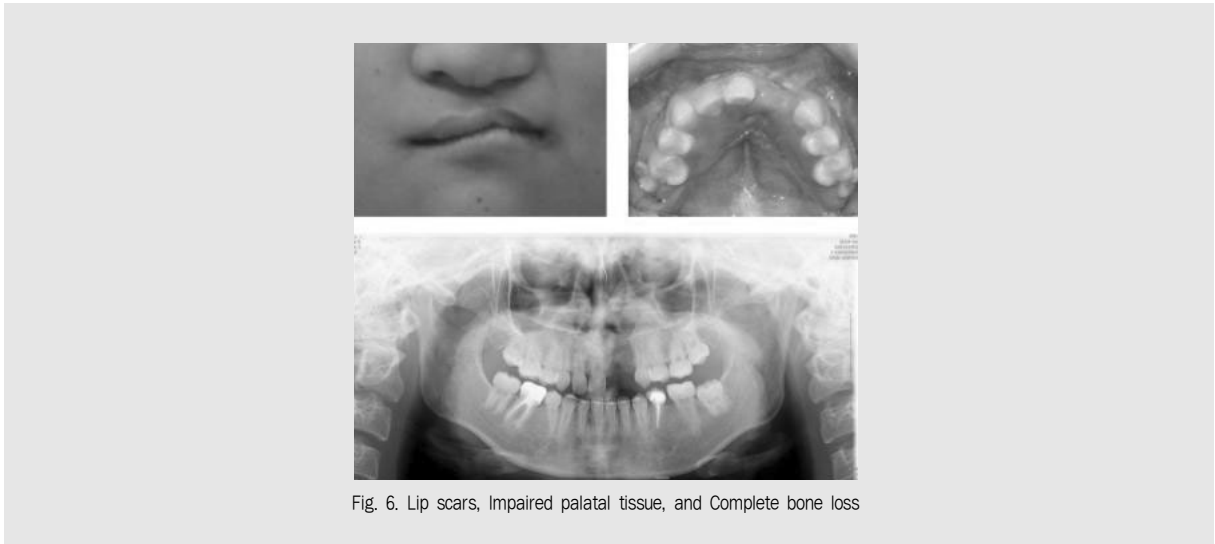 Fig. 6. Lip scars, Impaired palatal tissue, and Complete bone loss